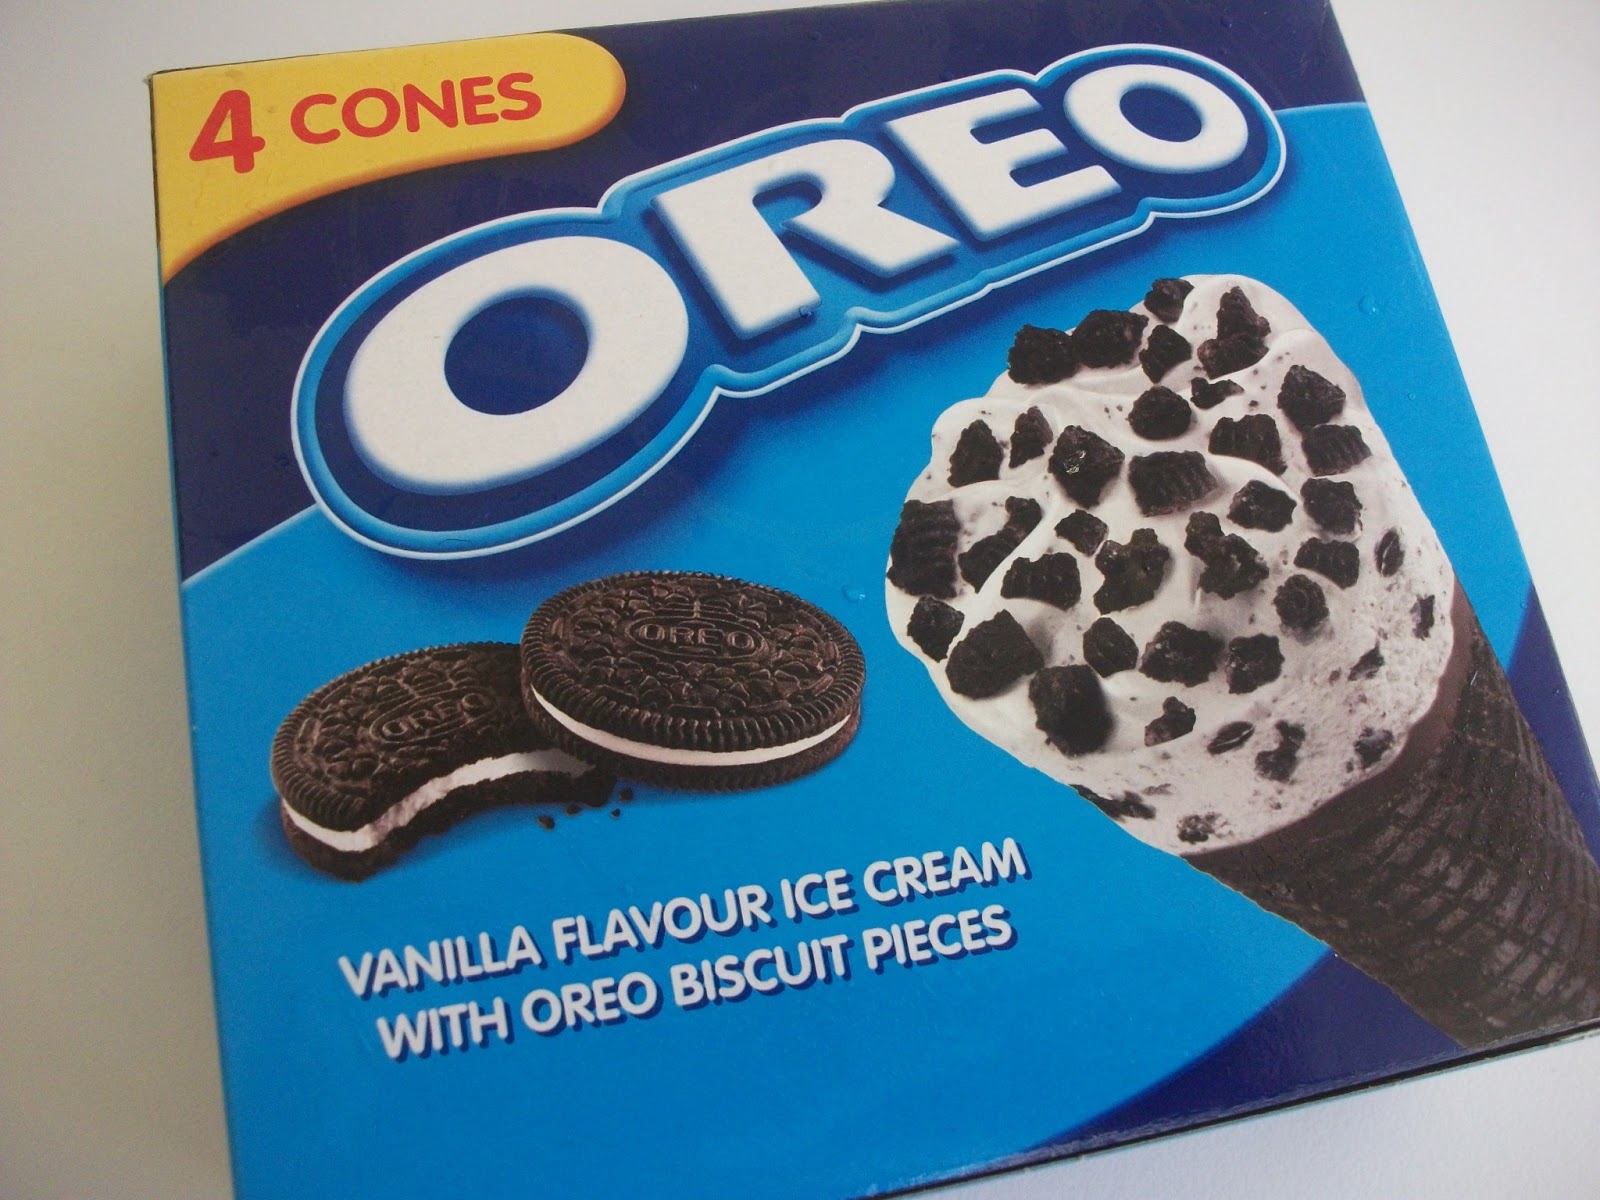 4 CONES
OREO
OREO
OREO
VANILLA FLAVOUR ICE CREAM
WITH OREO BISCUIT PIECES